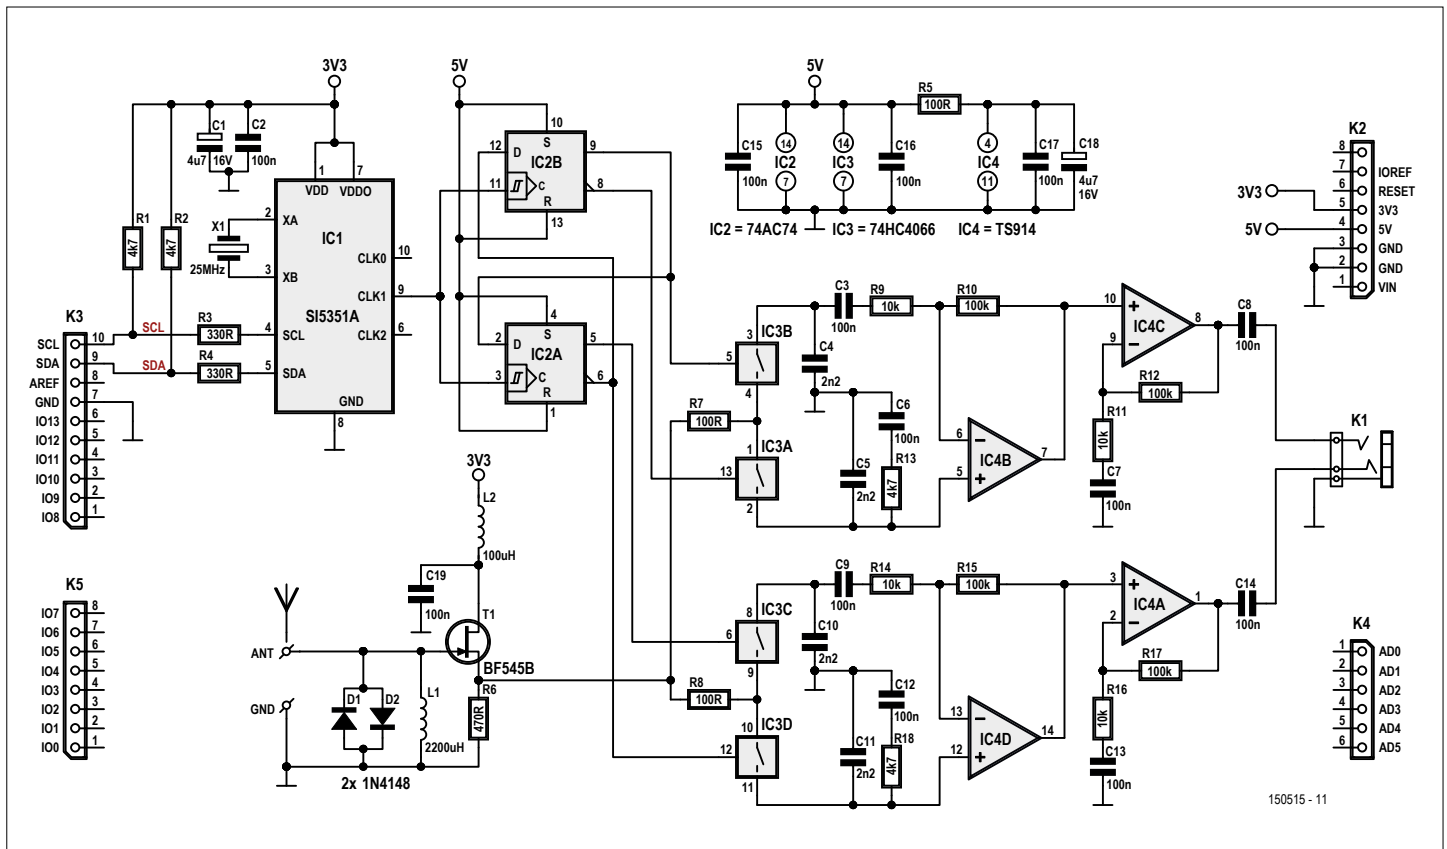 3V3
C1
4u7 16V
C2
100n
R1
4k7
R2
4k7
1
7
VDD
VDDO
IC1
SI5351A
2 XA
3 XB
X1
25MHz
CLK0 10
CLK1 9
CLK2 6
4 SCL
5 SDA
GND
8
SCL
R3
330R
SDA
R4
330R
K3
SCL 10
SDA 9
AREF 8
GND 7
IO13 6
IO12 5
IO11 4
IO10 3
IO9 2
IO8 1
K5
IO7 8
IO6 7
IO5 6
IO4 5
IO3 4
IO2 3
IO1 2
IO0 1
5V
10
S
12 D
9
IC2B
11 C
8
R
13
4
S
2 D
5
IC2A
3 C
6
R
1
3V3
L2
100uH
C19
100n
T1
BF545B
ANT
GND
D1
D2
2x 1N4148
L1
2200uH
R6
470R
5V
R5
100R
C15
100n
14
IC2
7
14
IC3
7
C16
100n
4
IC4
11
C17
100n
C18
4u7
16V
IC2 = 74AC74
IC3 = 74HC4066
IC4 = TS914
R7
100R
3
IC3B
5
4
1
IC3A
13
2
C3
100n
C4
2n2
C5
2n2
C6
100n
R13
4k7
R9
10k
R10
100k
6
5
IC4B
7
10
9
IC4C
8
R12
100k
R11
10k
C7
100n
C8
100n
K1
R8
100R
8
IC3C
6
9
10
IC3D
12
11
C9
100n
C10
2n2
C11
2n2
C12
100n
R18
4k7
R14
10k
R15
100k
13
12
IC4D
14
3
2
IC4A
1
R17
100k
R16
10k
C13
100n
C14
100n
K2
8
7 IOREF
6 RESET
3V3
5 3V3
5V
4 5V
3 GND
2 GND
1 VIN
K4
1 AD0
2 AD1
3 AD2
4 AD3
5 AD4
6 AD5
150515 - 11